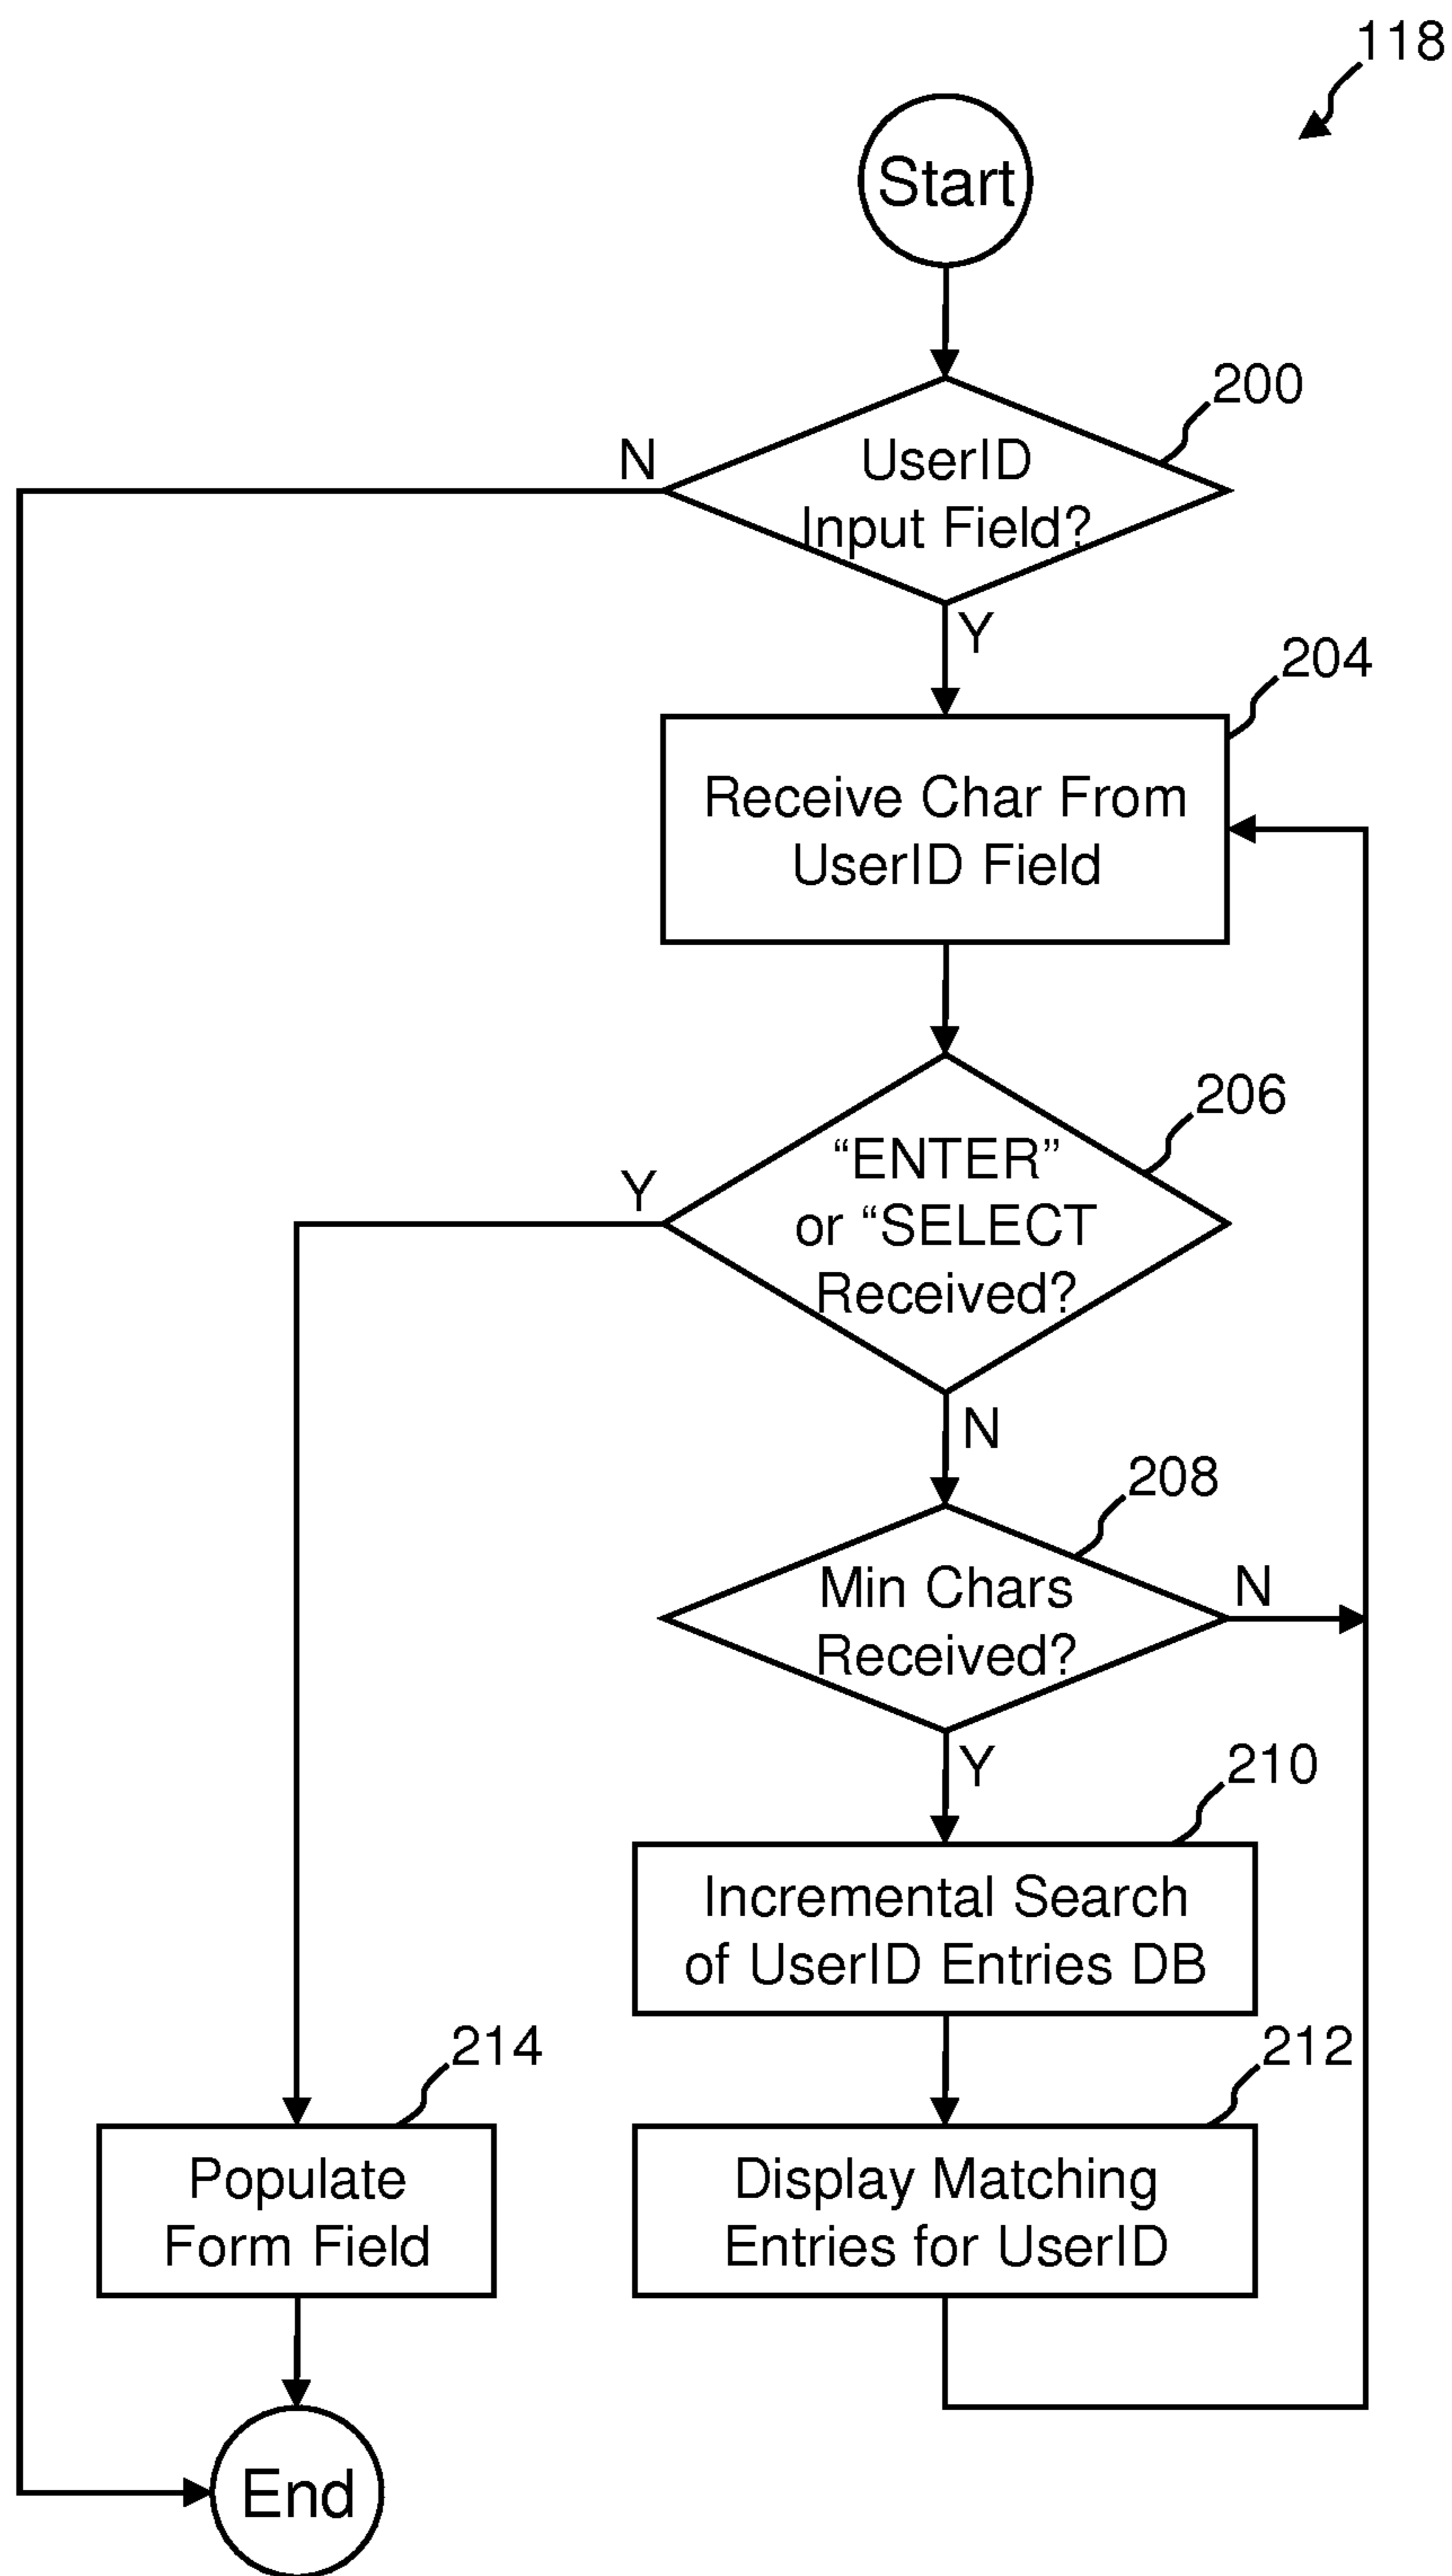 118
Start
200
N
UserID
Input Field?
Y
204
Receive Char From
UserID Field
206
“ENTER”
Y
or “SELECT
Received?
N
208
Min Chars
N
Received?
Y
210
Incremental Search
of UserID Entries DB
214
212
Populate
Form Field
Display Matching
Entries for UserID
End